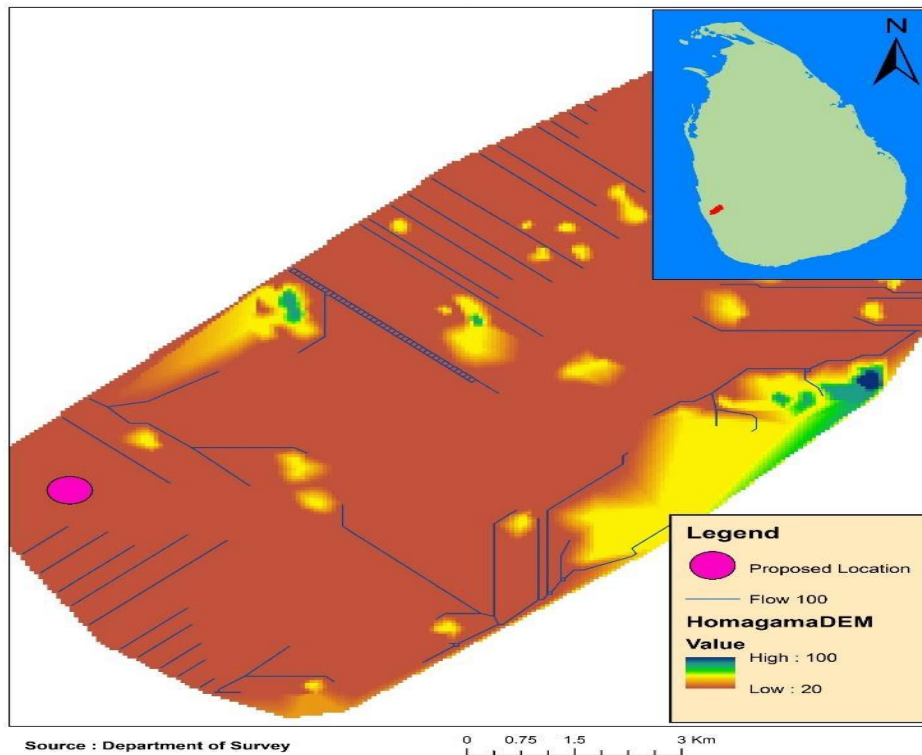 N
Legend
Proposed Location
Flow 100
HomagamaDEM
Value
High : 100
Low : 20
Source : Department of Survey
0 0.75 1.5 3 Km